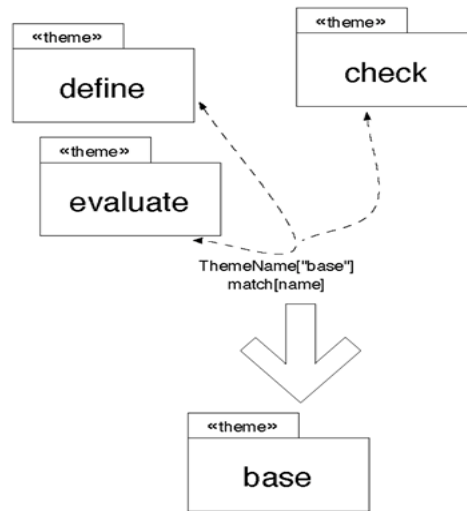 «theme»
define
«theme»
check
«theme»
evaluate
ThemeName["base"]
match[name]
«theme»
base